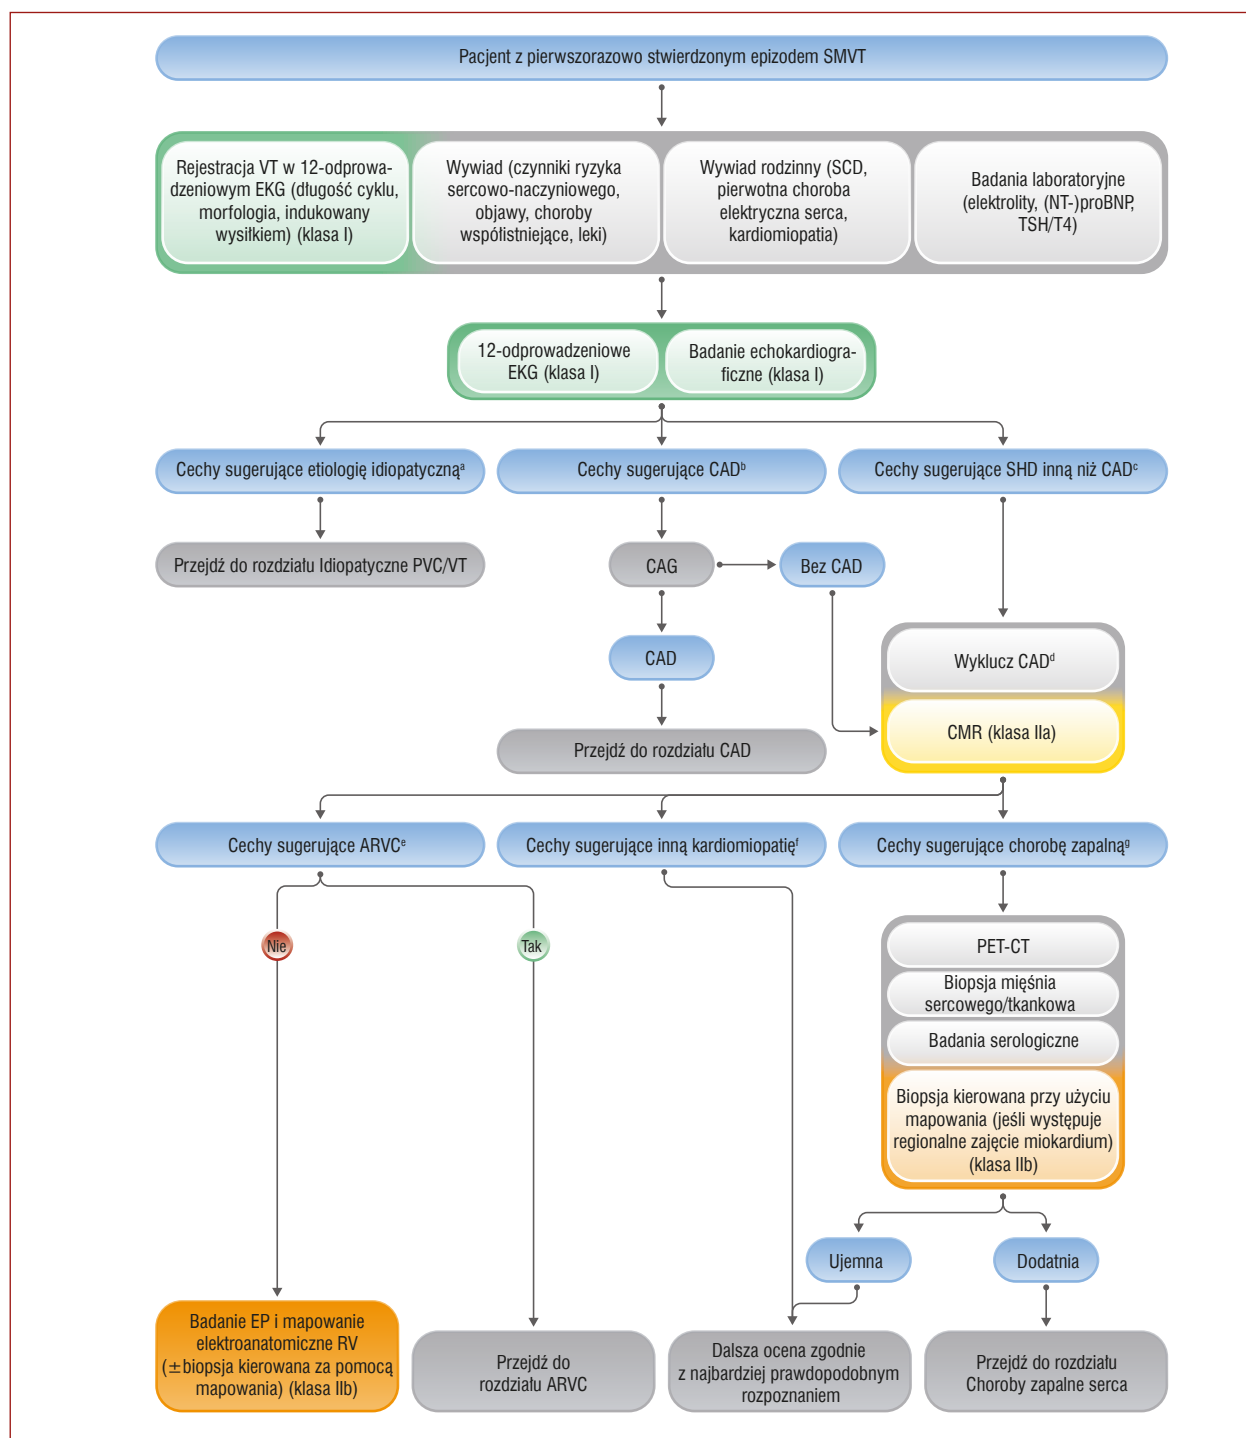 Pacjent z pierwszorazowo stwierdzonym epizodem SMVT
Rejestracja VT w 12-odprowa-
dzeniowym EKG (długość cyklu,
morfologia, indukowany
wysiłkiem) (klasa I)
Wywiad (czynniki ryzyka
sercowo-naczyniowego,
objawy, choroby
współistniejące, leki)
Wywiad rodzinny (SCD,
pierwotna choroba
elektryczna serca,
kardiomiopatia)
Badania laboratoryjne
(elektrolity, (NT-)proBNP,
TSH/T4)
12-odprowadzeniowe
EKG (klasa I)
Badanie echokardiogra-
ficzne (klasa I)
Cechy sugerujące etiologię idiopatycznąᵃ
Cechy sugerujące CADᵇ
Cechy sugerujące SHD inną niż CADᶜ
Przejdź do rozdziału Idiopatyczne PVC/VT
CAG
Bez CAD
CAD
Wyklucz CADᵈ
CMR (klasa IIa)
Przejdź do rozdziału CAD
Cechy sugerujące ARVCᵉ
Cechy sugerujące inną kardiomiopatięᶠ
Cechy sugerujące chorobę zapalnąᵍ
Nie
Tak
PET-CT
Biopsja mięśnia
sercowego/tkankowa
Badania serologiczne
Biopsja kierowana przy użyciu
mapowania (jeśli występuje
regionalne zajęcie miokardium)
(klasa IIb)
Ujemna
Dodatnia
Badanie EP i mapowanie
elektroanatomiczne RV
(±biopsja kierowana za pomocą
mapowania) (klasa IIb)
Przejdź do
rozdziału ARVC
Dalsza ocena zgodnie
z najbardziej prawdopodobnym
rozpoznaniem
Przejdź do rozdziału
Choroby zapalne serca